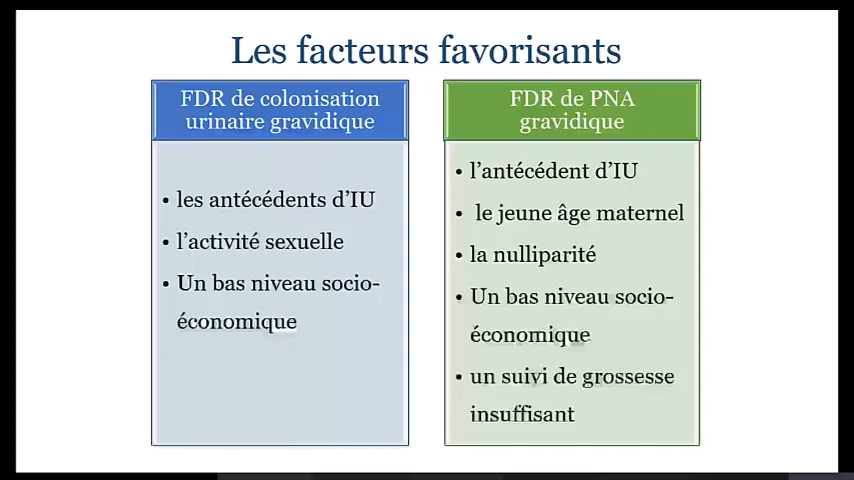 Les facteurs favorisants
FDR de colonisation
urinaire gravidique
• les antécédents d'IU
• l'activité sexuelle
• Un bas niveau socio-
économique
FDR de PNA
gravidique
• l'antécédent d'IU
• le jeune âge maternel
• la nulliparité
• Un bas niveau socio-
économique
• un suivi de grossesse
insuffisant